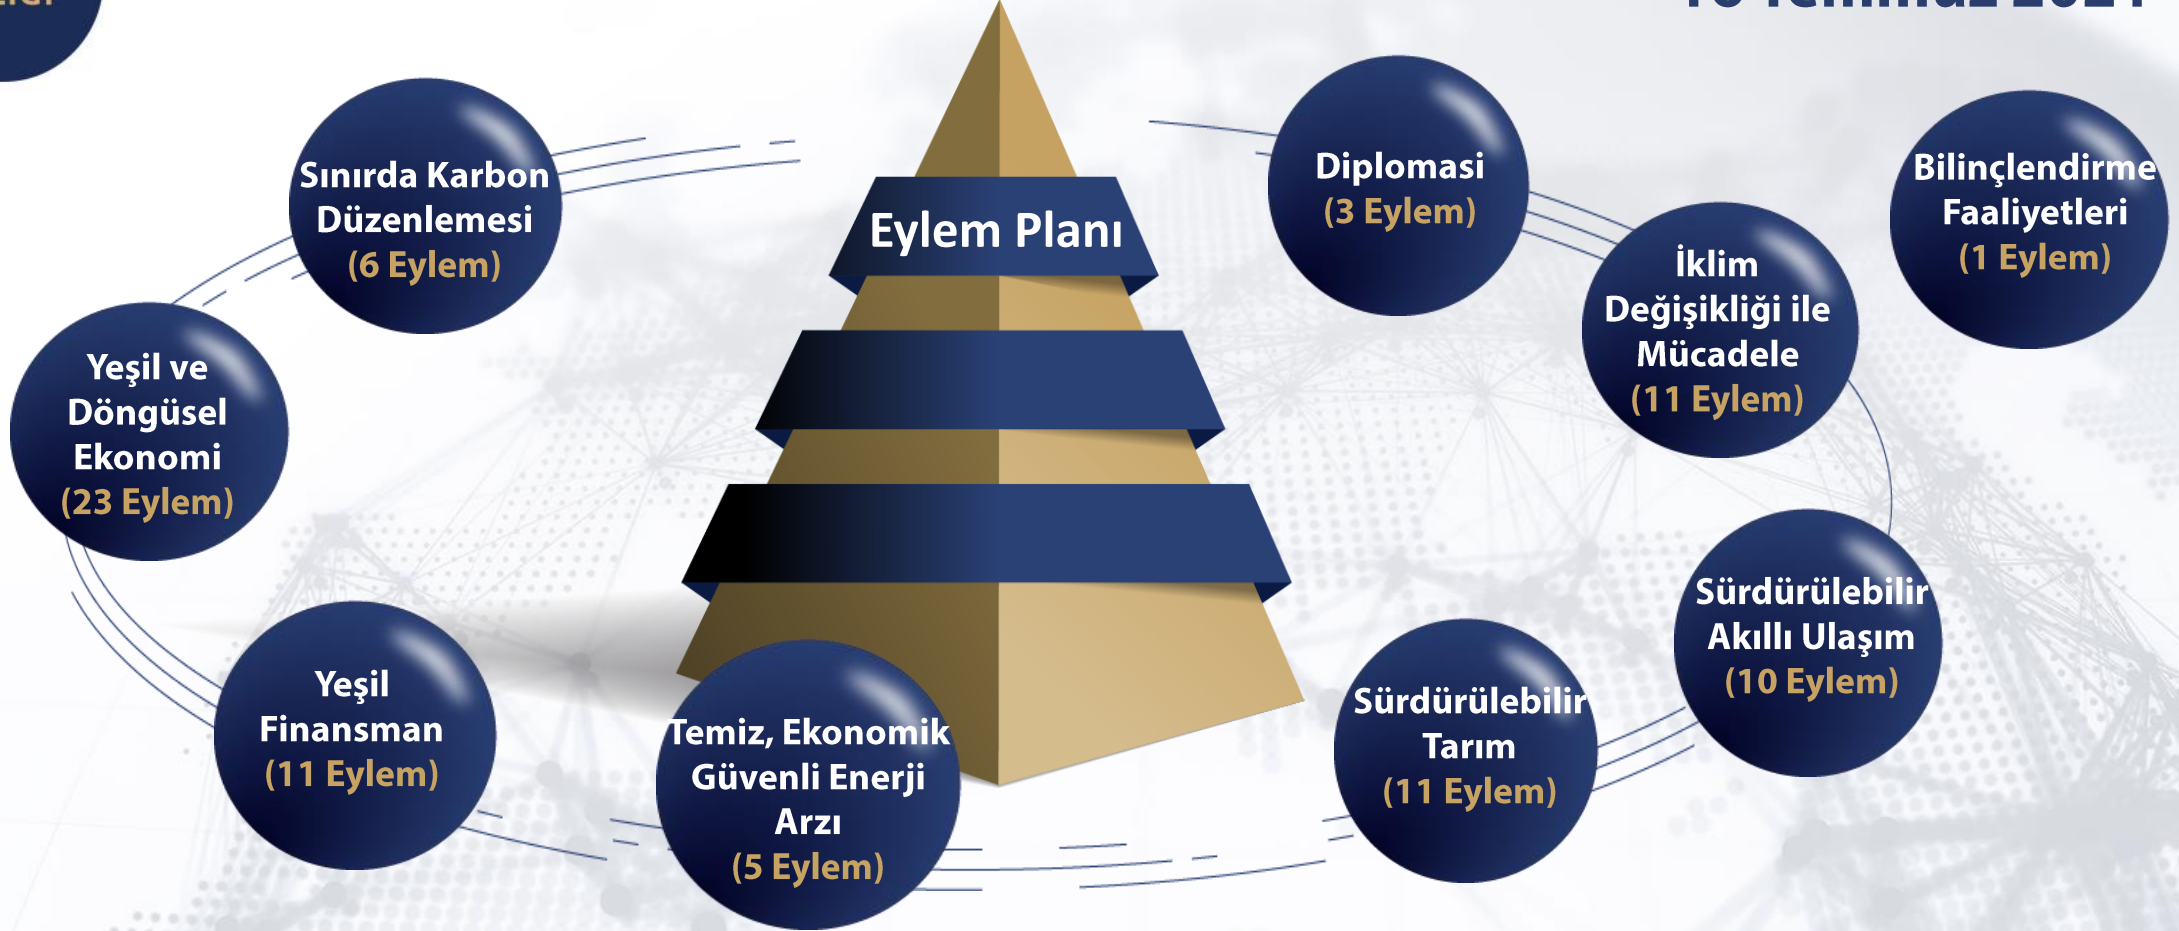 Eylem Planı
Sınırda Karbon
Düzenlemesi
(6 Eylem)
Yeşil ve
Döngüsel
Ekonomi
(23 Eylem)
Yeşil
Finansman
(11 Eylem)
Temiz, Ekonomik
Güvenli Enerji
Arzı
(5 Eylem)
Sürdürülebilir
Tarım
(11 Eylem)
Sürdürülebilir
Akıllı Ulaşım
(10 Eylem)
İklim
Değişikliği ile
Mücadele
(11 Eylem)
Diplomasi
(3 Eylem)
Bilinçlendirme
Faaliyetleri
(1 Eylem)